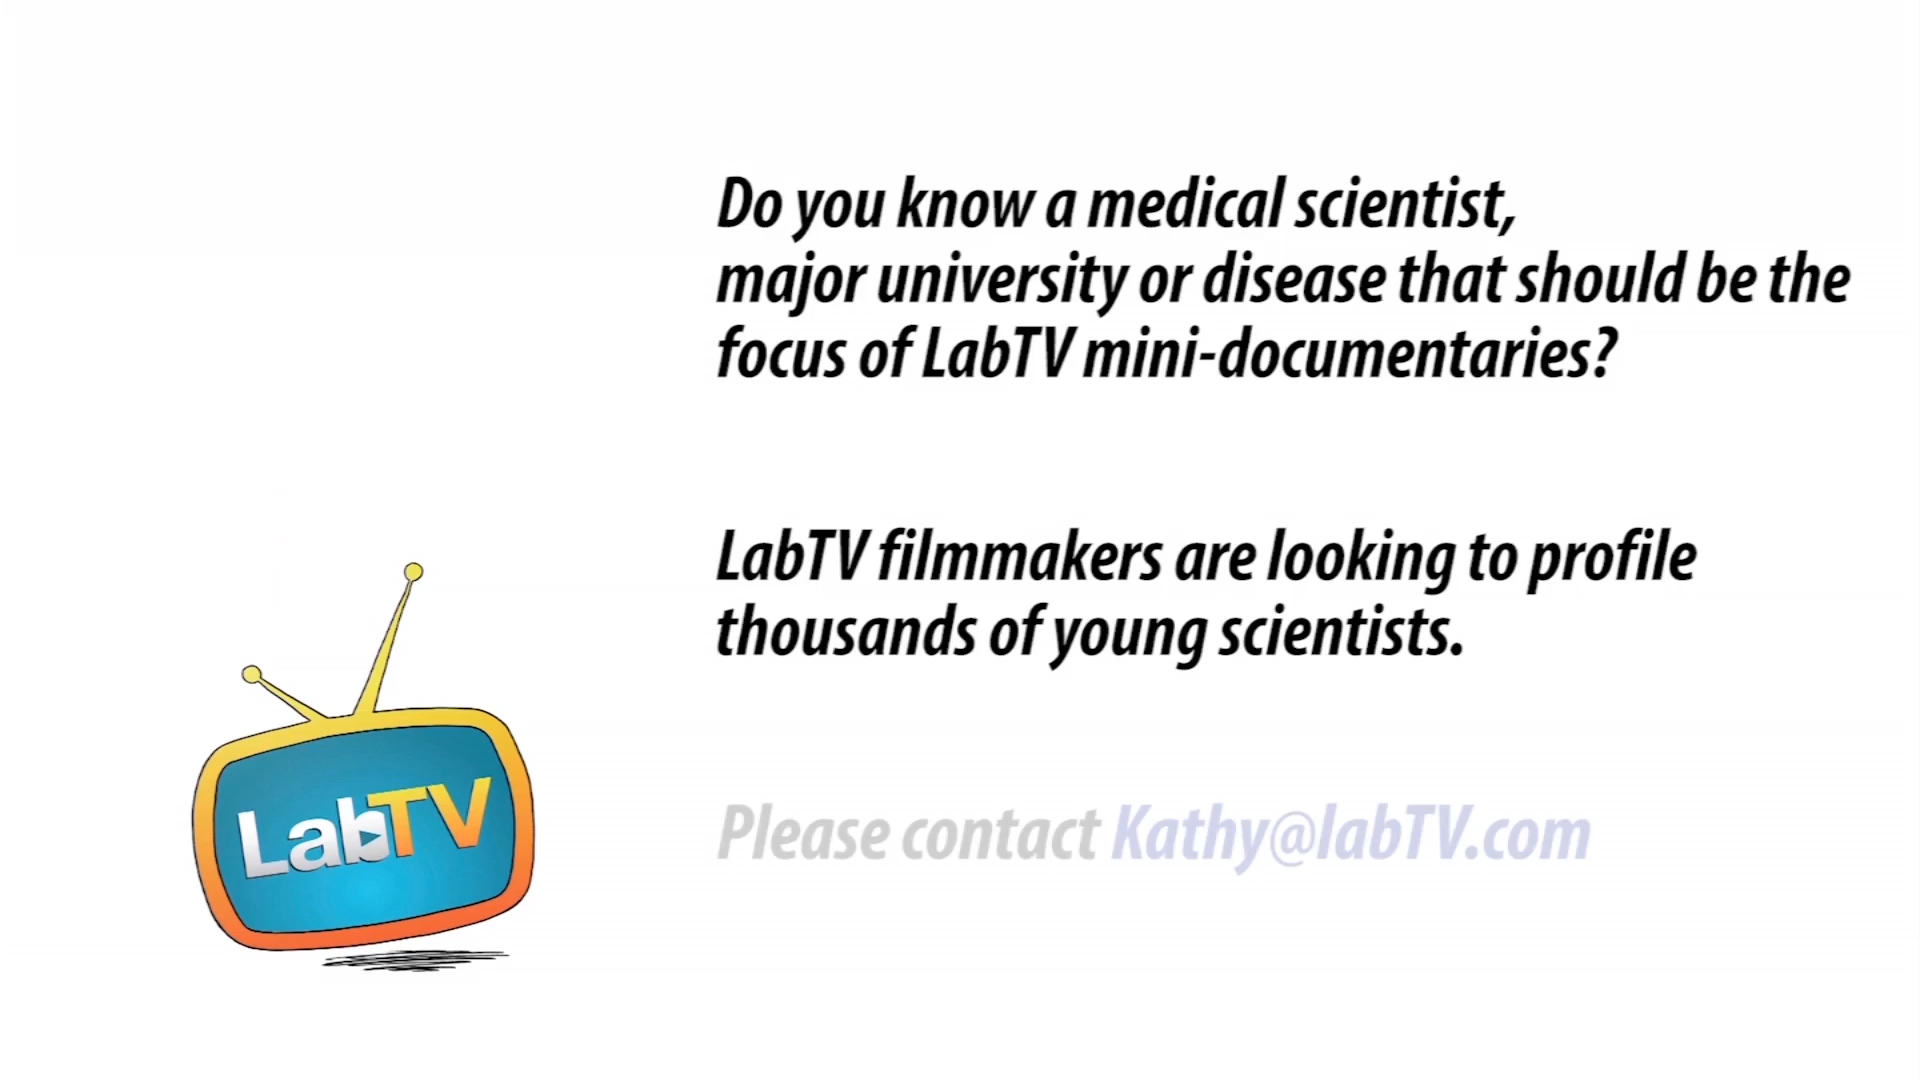 Do you know a medical scientist,
major university or disease that should be the
focus of LabTV mini-documentaries?
LabTV filmmakers are looking to profile
thousands of young scientists.
LabTV
Please contact Kathy@labTV.com